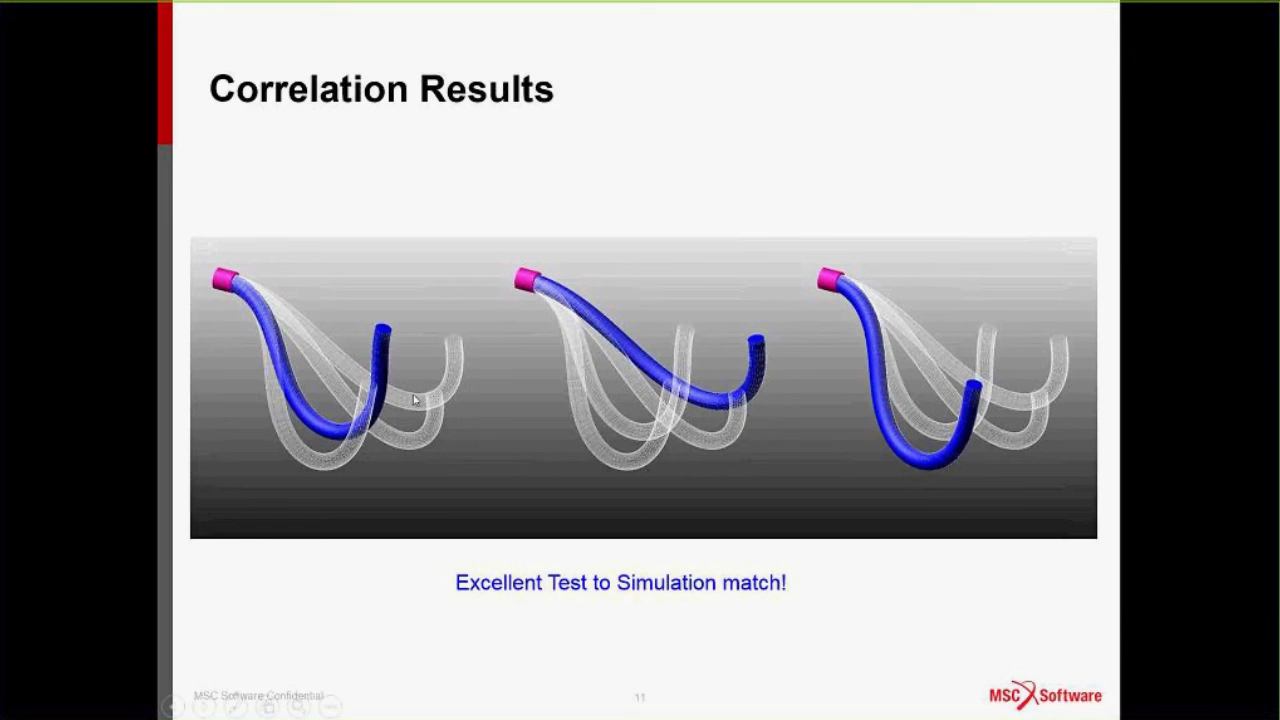 Correlation Results
Excellent Test to Simulation match!
MSC Software Confidential
11
MSC Software